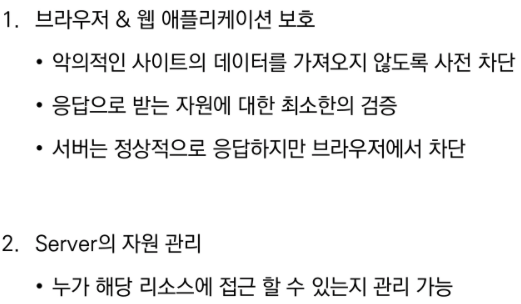 1. 브라우저 & 웹 애플리케이션 보호
• 악의적인 사이트의 데이터를 가져오지 않도록 사전 차단
• 응답으로 받는 자원에 대한 최소한의 검증
• 서버는 정상적으로 응답하지만 브라우저에서 차단
2. Server의 자원 관리
• 누가 해당 리소스에 접근 할 수 있는지 관리 가능